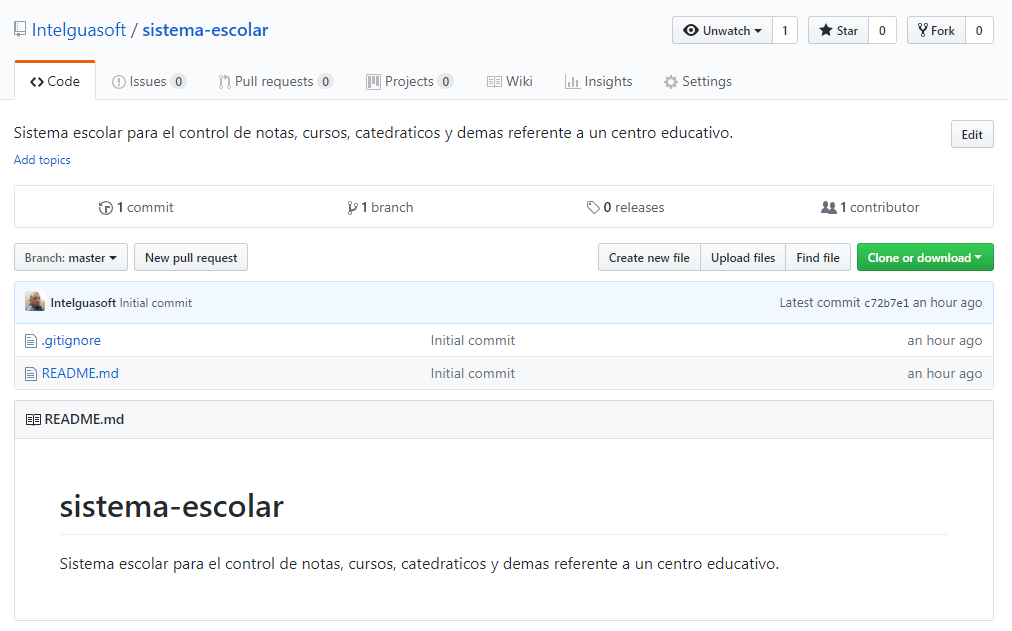 Intelguasoft / sistema-escolar
Unwatch 1 Star 0 Fork 0
Code Issues 0 Pull requests 0 Projects 0 Wiki Insights Settings
Sistema escolar para el control de notas, cursos, catedraticos y demas referente a un centro educativo.
Edit
Add topics
1 commit 1 branch 0 releases 1 contributor
Branch: master New pull request Create new file Upload files Find file Clone or download
Intelguasoft Initial commit Latest commit c72b7e1 an hour ago
.gitignore Initial commit an hour ago
README.md Initial commit an hour ago
README.md
sistema-escolar
Sistema escolar para el control de notas, cursos, catedraticos y demas referente a un centro educativo.